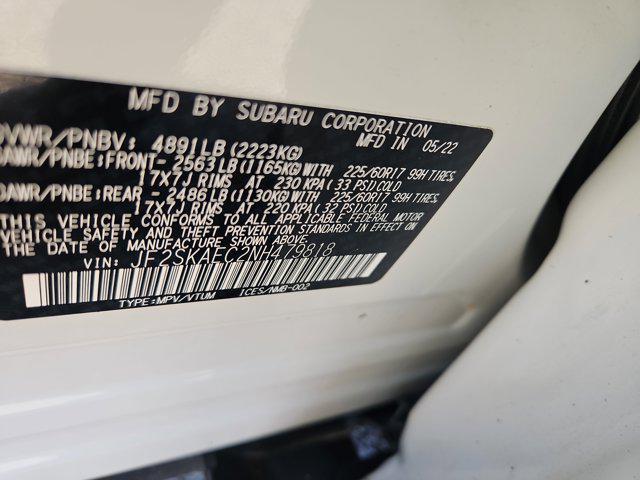 MFD BY SUBARU CORPORATION
GVWR/PNBV: 4891LB(2223KG) MFD IN 05/22
GAWR/PNBE:FRONT- 2563LB(1165KG)WITH 225/60R17 99H TIRES,
17X7J RIMS AT 230 KPA(33 PSI)COLD
GAWR/PNBE:REAR - 2486LB(1130KG)WITH 225/60R17 99H TIRES,
17X7J RIMS AT 220 KPA(32 PSI)COLD
THIS VEHICLE CONFORMS TO ALL APPLICABLE FEDERAL MOTOR
VEHICLE SAFETY AND THEFT PREVENTION STANDARDS IN EFFECT ON
THE DATE OF MANUFACTURE SHOWN ABOVE.
VIN: JF2SKAEC2NH479818
TYPE:MPV/VTUM ICES/NMB-002